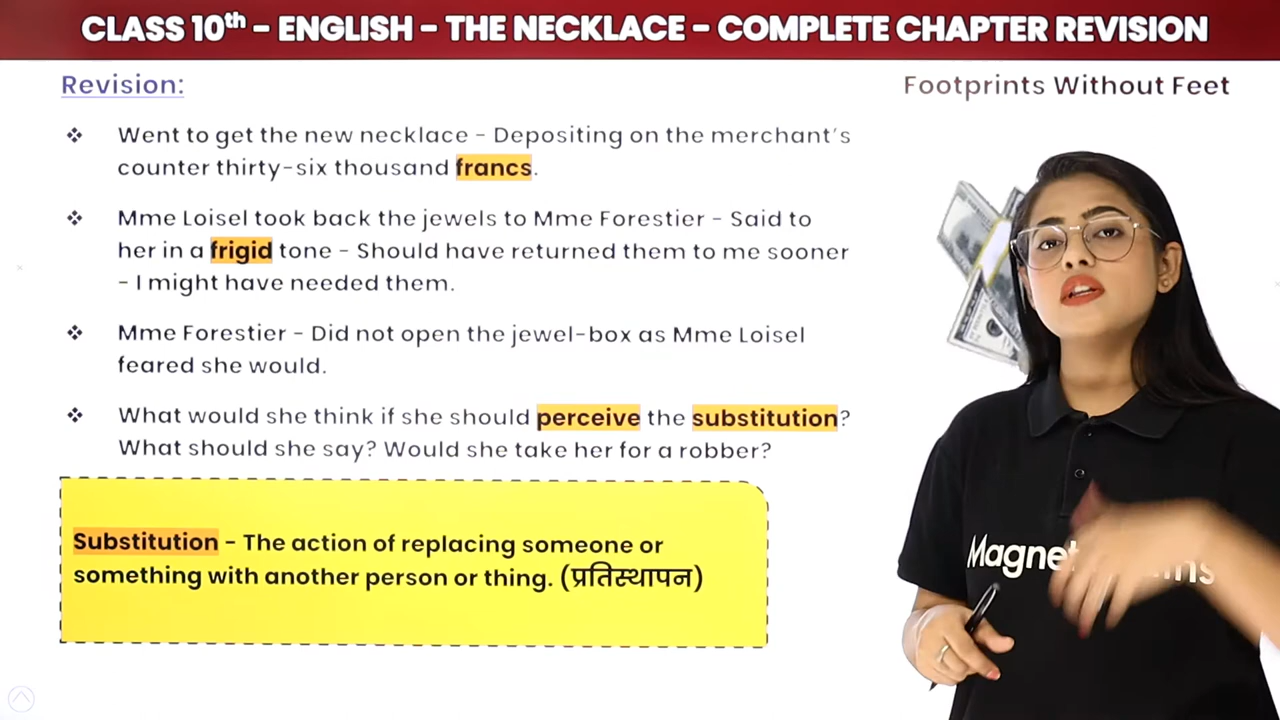 CLASS 10th - ENGLISH - THE NECKLACE - COMPLETE CHAPTER REVISION
Revision:
Footprints Without Feet
❖ Went to get the new necklace - Depositing on the merchant's
counter thirty-six thousand francs.
❖ Mme Loisel took back the jewels to Mme Forestier - Said to
her in a frigid tone - Should have returned them to me sooner
- I might have needed them.
❖ Mme Forestier - Did not open the jewel-box as Mme Loisel
feared she would.
❖ What would she think if she should perceive the substitution?
What should she say? Would she take her for a robber?
Substitution - The action of replacing someone or
something with another person or thing. (प्रतिस्थापन)